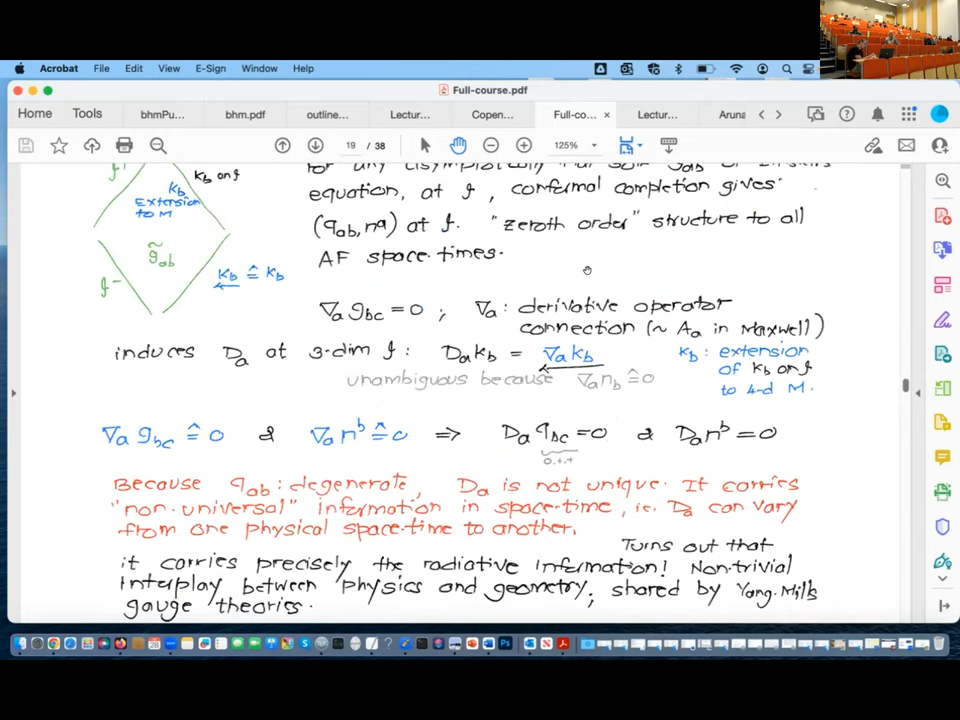 Acrobat File Edit View E-Sign Window Help
Full-course.pdf
Home Tools bhmPu... bhm.pdf outline... Lectur... Copen... Full-co... × Lectur... Aruna
19 / 38 125%
k_b on ℐ
k_b
Extension
to M
g̃_ab
ℐ⁻
k_b ≙ k_b
for any
equation, at ℐ, conformal completion gives
(q_ab, n^a) at ℐ. "zeroth order" structure to all
AF space-times.
∇_a g_bc = 0 ; ∇_a : derivative operator
connection (~ A_a in Maxwell)
induces D_a at 3-dim ℐ : D_a k_b = ∇_a k_b
k_b : extension
of k_b on ℐ
to 4-d M.
unambiguous because ∇_a n_b ≙ 0
∇_a g_bc ≙ 0 & ∇_a n^b ≙ 0 ⇒ D_a q_bc = 0 & D_a n^b = 0
0,+,+
Because q_ab : degenerate, D_a is not unique. It carries
"non-universal" information in space-time, i.e. D_a can vary
from one physical space-time to another.
Turns out that
it carries precisely the radiative information! Non-trivial
interplay between physics and geometry; shared by Yang-Mills
gauge theories.